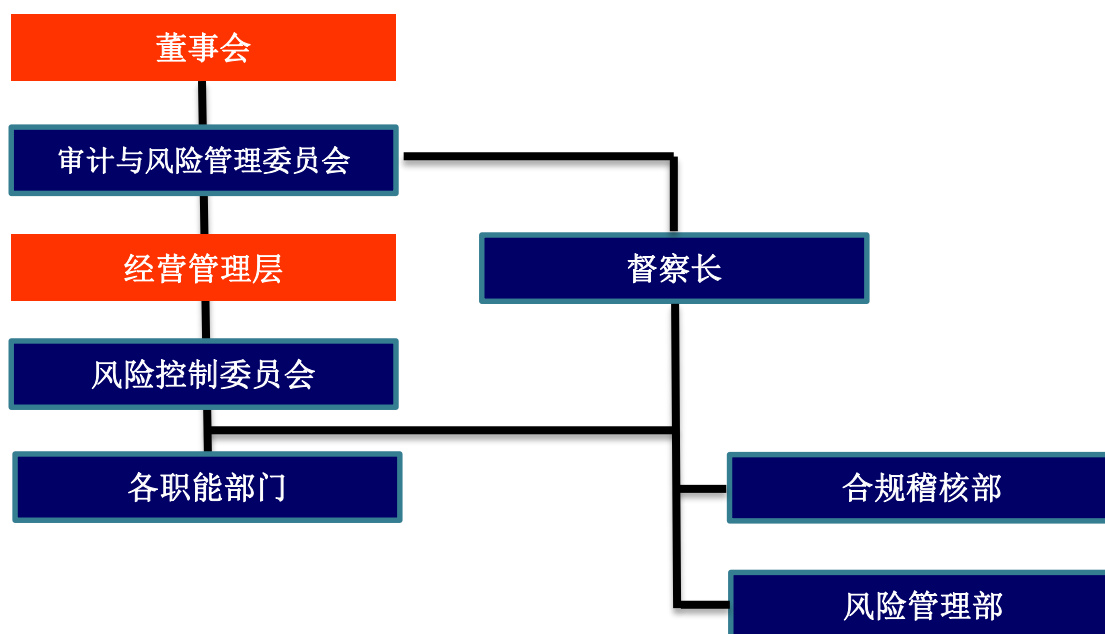 董事会
审计与风险管理委员会
经营管理层
督察长
风险控制委员会
各职能部门
合规稽核部
风险管理部